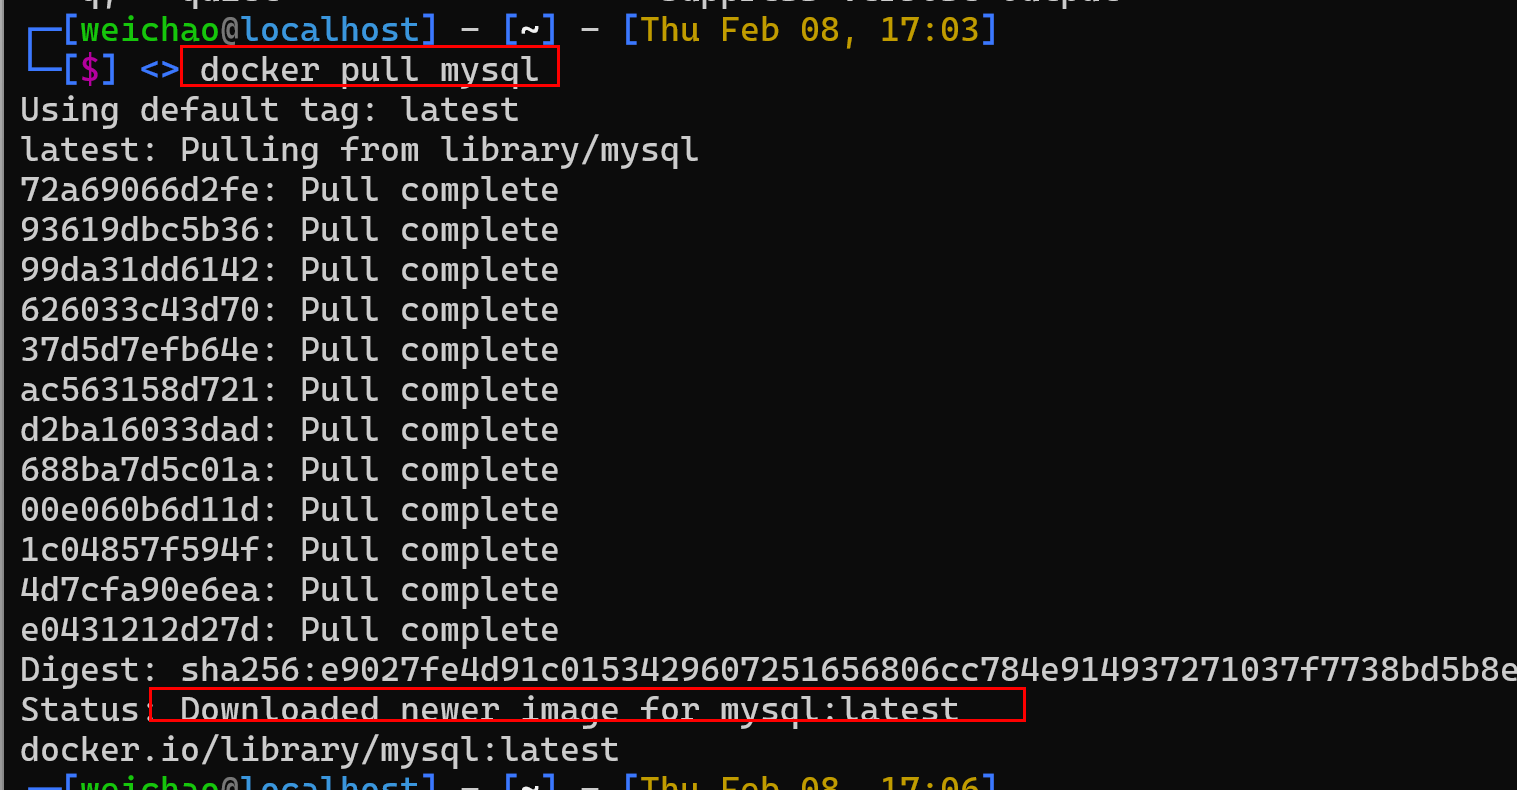 [weichao@localhost] - [~] - [Thu Feb 08, 17:03]
[$] <> docker pull mysql
Using default tag: latest
latest: Pulling from library/mysql
72a69066d2fe: Pull complete
93619dbc5b36: Pull complete
99da31dd6142: Pull complete
626033c43d70: Pull complete
37d5d7efb64e: Pull complete
ac563158d721: Pull complete
d2ba16033dad: Pull complete
688ba7d5c01a: Pull complete
00e060b6d11d: Pull complete
1c04857f594f: Pull complete
4d7cfa90e6ea: Pull complete
e0431212d27d: Pull complete
Digest: sha256:e9027fe4d91c0153429607251656806cc784e914937271037f7738bd5b8e
Status: Downloaded newer image for mysql:latest
docker.io/library/mysql:latest
[weichao@localhost] - [~] - [Thu Feb 08, 17:06]